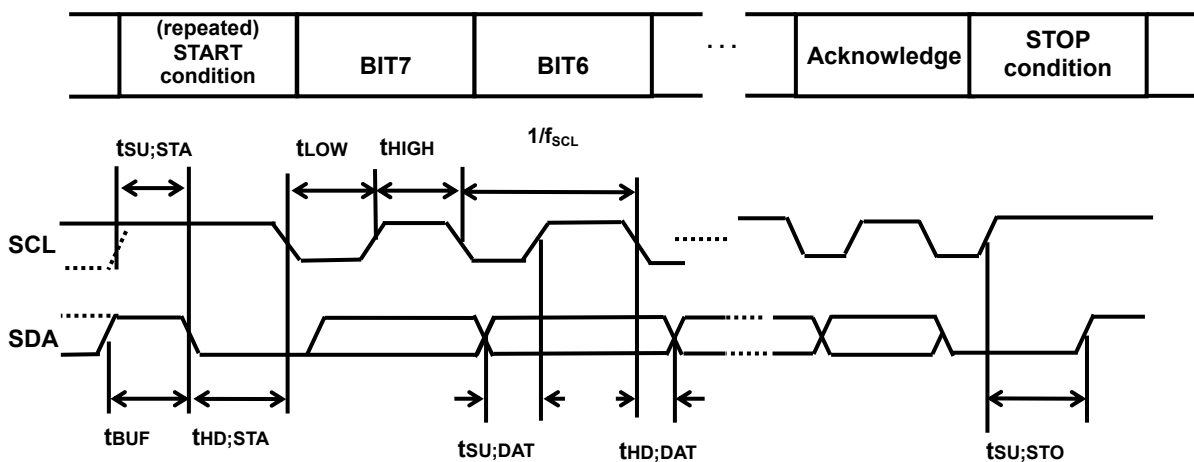 (repeated)
START
condition
BIT7
BIT6
. . .
Acknowledge
STOP
condition
tSU;STA
tLOW
tHIGH
1/fSCL
SCL
SDA
tBUF
tHD;STA
tSU;DAT
tHD;DAT
tSU;STO